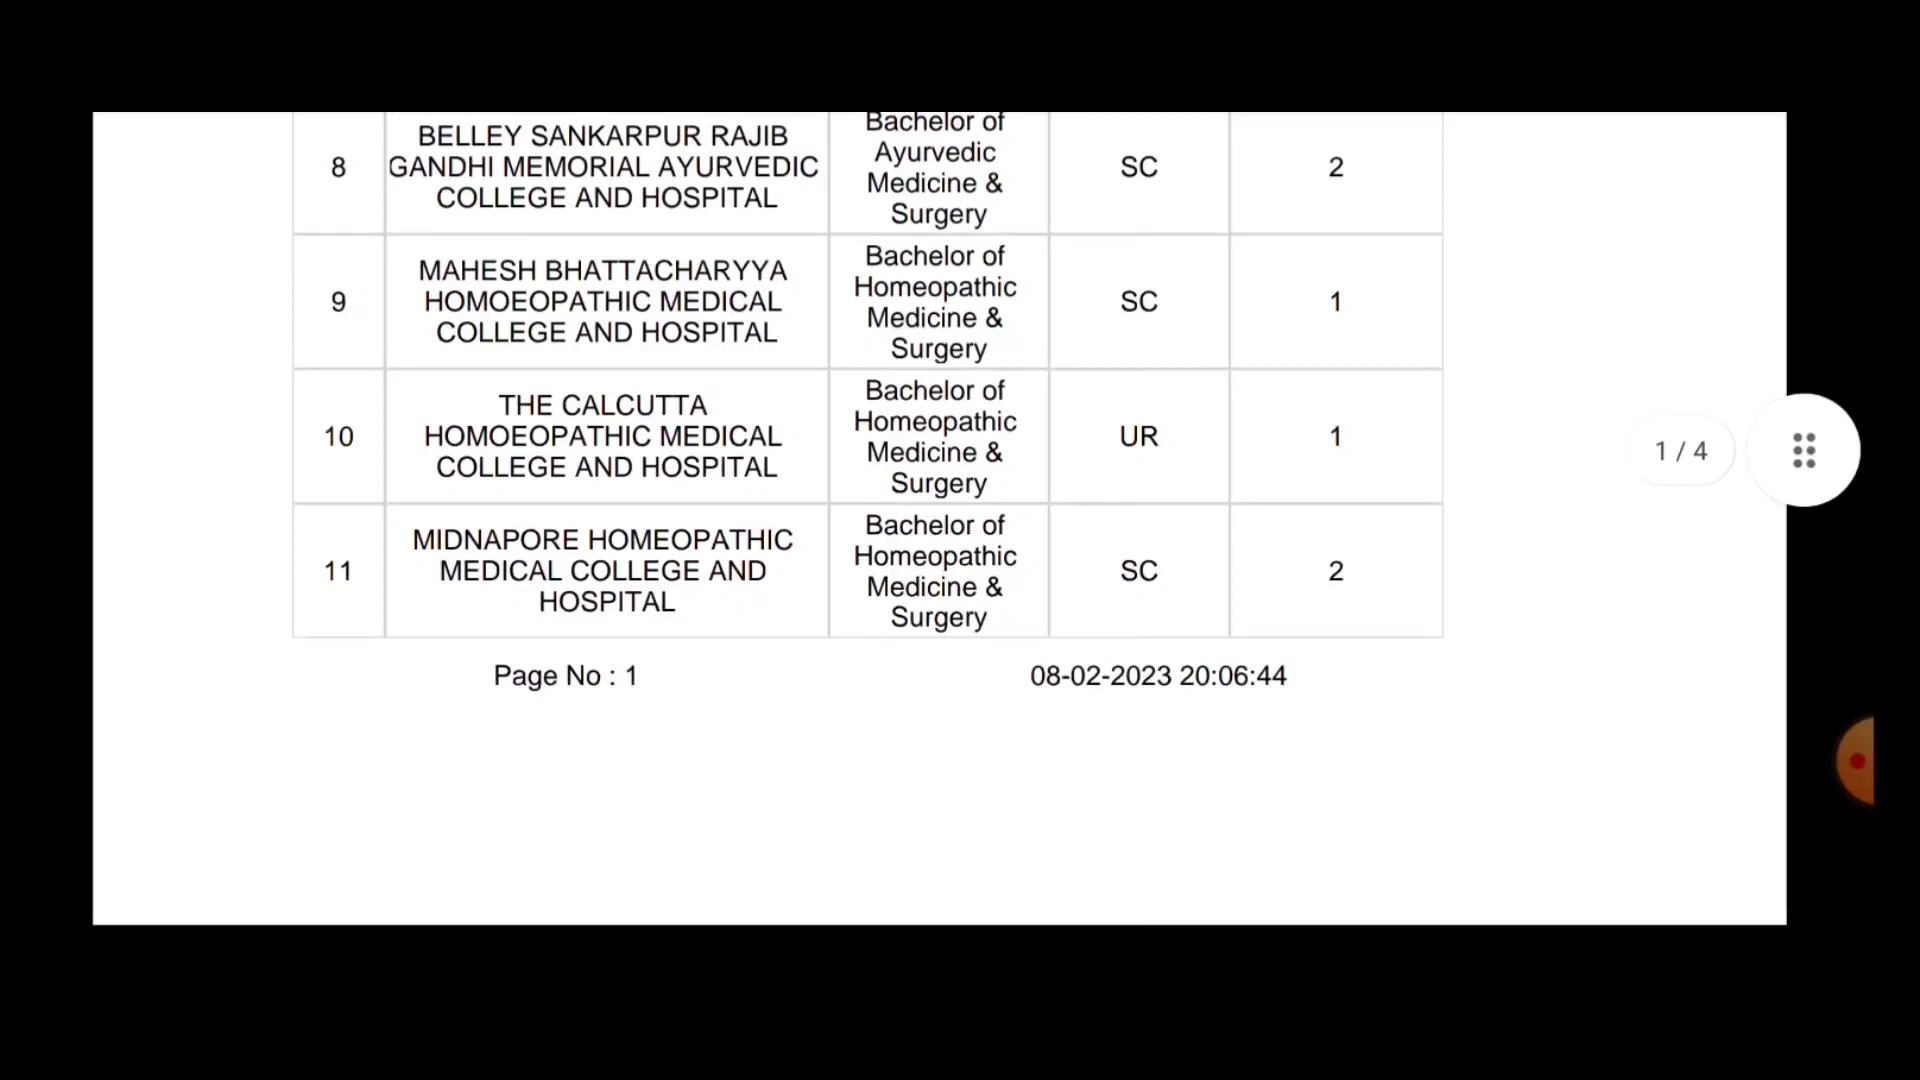 8
BELLEY SANKARPUR RAJIB
GANDHI MEMORIAL AYURVEDIC
COLLEGE AND HOSPITAL
Bachelor of
Ayurvedic
Medicine &
Surgery
SC
2
9
MAHESH BHATTACHARYYA
HOMOEOPATHIC MEDICAL
COLLEGE AND HOSPITAL
Bachelor of
Homeopathic
Medicine &
Surgery
SC
1
10
THE CALCUTTA
HOMOEOPATHIC MEDICAL
COLLEGE AND HOSPITAL
Bachelor of
Homeopathic
Medicine &
Surgery
UR
1
1 / 4
11
MIDNAPORE HOMEOPATHIC
MEDICAL COLLEGE AND
HOSPITAL
Bachelor of
Homeopathic
Medicine &
Surgery
SC
2
Page No : 1
08-02-2023 20:06:44